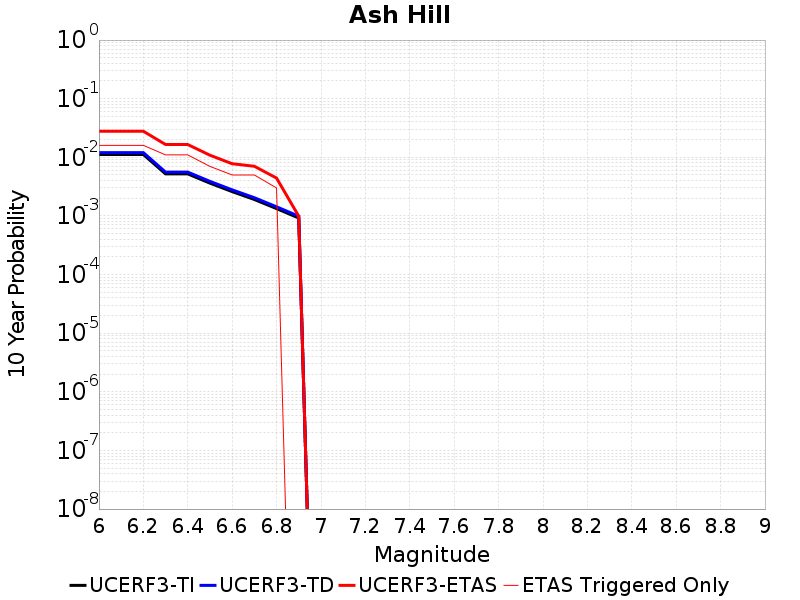 Ash Hill
10 Year Probability
10^0
10^-1
10^-2
10^-3
10^-4
10^-5
10^-6
10^-7
10^-8
6 6.2 6.4 6.6 6.8 7 7.2 7.4 7.6 7.8 8 8.2 8.4 8.6 8.8 9
Magnitude
UCERF3-TI UCERF3-TD UCERF3-ETAS ETAS Triggered Only